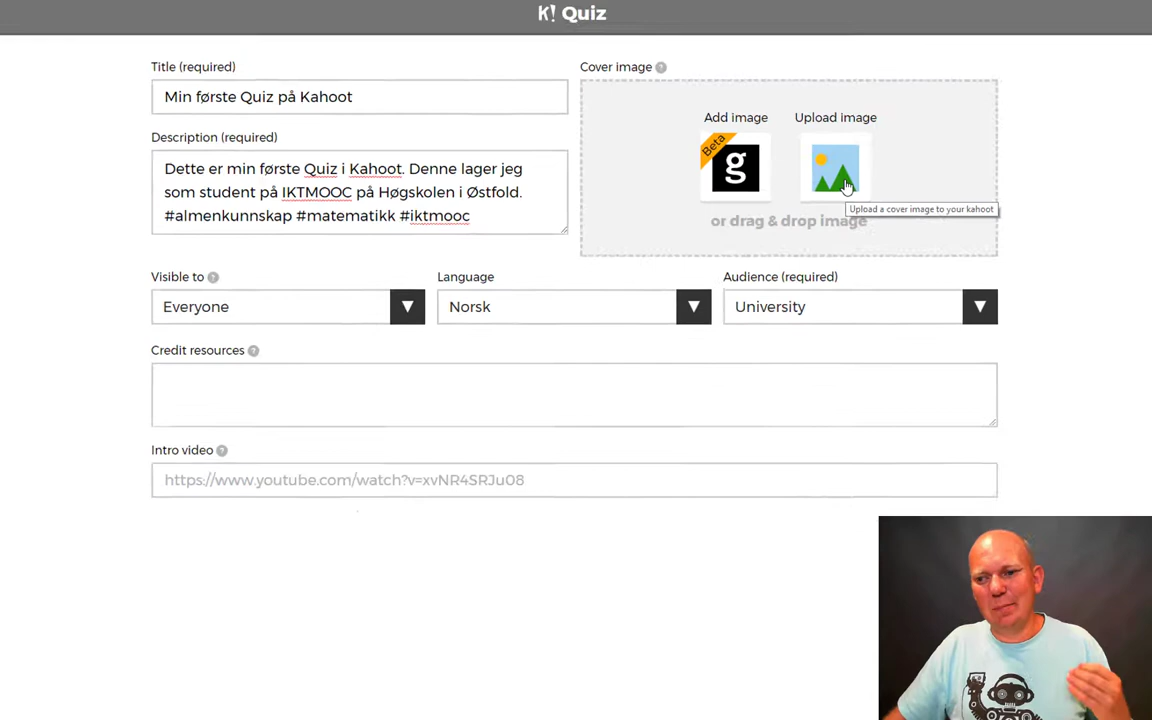 K! Quiz
Title (required)
Min første Quiz på Kahoot
Description (required)
Dette er min første Quiz i Kahoot. Denne lager jeg
som student på IKTMOOC på Høgskolen i Østfold.
#almenkunnskap #matematikk #iktmooc
Cover image ?
Add image
Upload image
Beta
g
Upload a cover image to your kahoot
or drag & drop image
Visible to ?
Everyone
Language
Norsk
Audience (required)
University
Credit resources ?
Intro video ?
https://www.youtube.com/watch?v=xvNR4SRJu08